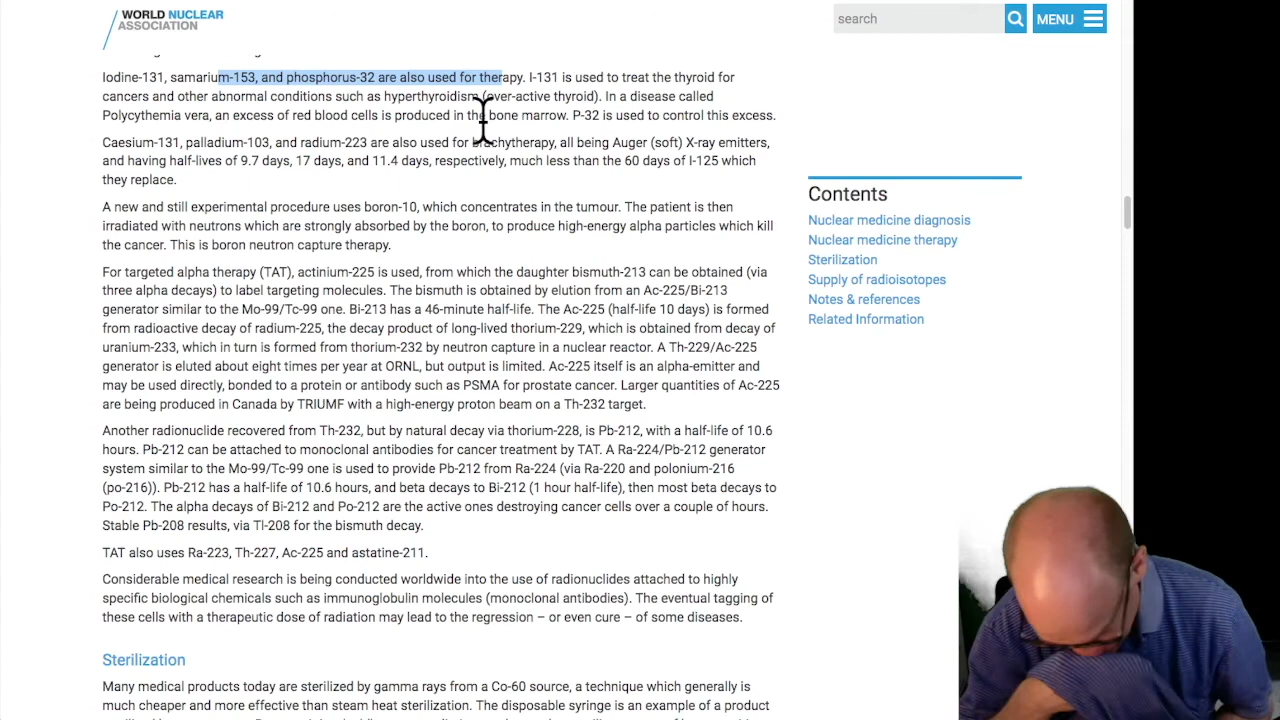 WORLD NUCLEAR
ASSOCIATION
search
MENU
Iodine-131, samarium-153, and phosphorus-32 are also used for therapy. I-131 is used to treat the thyroid for
cancers and other abnormal conditions such as hyperthyroidism (over-active thyroid). In a disease called
Polycythemia vera, an excess of red blood cells is produced in the bone marrow. P-32 is used to control this excess.
Caesium-131, palladium-103, and radium-223 are also used for brachytherapy, all being Auger (soft) X-ray emitters,
and having half-lives of 9.7 days, 17 days, and 11.4 days, respectively, much less than the 60 days of I-125 which
they replace.
A new and still experimental procedure uses boron-10, which concentrates in the tumour. The patient is then
irradiated with neutrons which are strongly absorbed by the boron, to produce high-energy alpha particles which kill
the cancer. This is boron neutron capture therapy.
For targeted alpha therapy (TAT), actinium-225 is used, from which the daughter bismuth-213 can be obtained (via
three alpha decays) to label targeting molecules. The bismuth is obtained by elution from an Ac-225/Bi-213
generator similar to the Mo-99/Tc-99 one. Bi-213 has a 46-minute half-life. The Ac-225 (half-life 10 days) is formed
from radioactive decay of radium-225, the decay product of long-lived thorium-229, which is obtained from decay of
uranium-233, which in turn is formed from thorium-232 by neutron capture in a nuclear reactor. A Th-229/Ac-225
generator is eluted about eight times per year at ORNL, but output is limited. Ac-225 itself is an alpha-emitter and
may be used directly, bonded to a protein or antibody such as PSMA for prostate cancer. Larger quantities of Ac-225
are being produced in Canada by TRIUMF with a high-energy proton beam on a Th-232 target.
Another radionuclide recovered from Th-232, but by natural decay via thorium-228, is Pb-212, with a half-life of 10.6
hours. Pb-212 can be attached to monoclonal antibodies for cancer treatment by TAT. A Ra-224/Pb-212 generator
system similar to the Mo-99/Tc-99 one is used to provide Pb-212 from Ra-224 (via Ra-220 and polonium-216
(po-216)). Pb-212 has a half-life of 10.6 hours, and beta decays to Bi-212 (1 hour half-life), then most beta decays to
Po-212. The alpha decays of Bi-212 and Po-212 are the active ones destroying cancer cells over a couple of hours.
Stable Pb-208 results, via Tl-208 for the bismuth decay.
TAT also uses Ra-223, Th-227, Ac-225 and astatine-211.
Considerable medical research is being conducted worldwide into the use of radionuclides attached to highly
specific biological chemicals such as immunoglobulin molecules (monoclonal antibodies). The eventual tagging of
these cells with a therapeutic dose of radiation may lead to the regression – or even cure – of some diseases.
Sterilization
Many medical products today are sterilized by gamma rays from a Co-60 source, a technique which generally is
much cheaper and more effective than steam heat sterilization. The disposable syringe is an example of a product
Contents
Nuclear medicine diagnosis
Nuclear medicine therapy
Sterilization
Supply of radioisotopes
Notes & references
Related Information